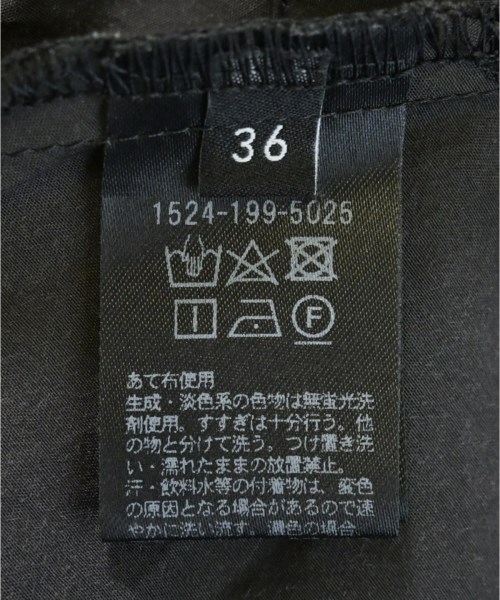 36
1524-199-5025
F
あて布使用
生成・淡色系の色物は無蛍光洗
剤使用。すすぎは十分行う。他
の物と分けて洗う。つけ置き洗
い・濡れたままの放置禁止。
汗・飲料水等の付着物は、変色
の原因となる場合があるので速
やかに洗い流す。濃色の場合、